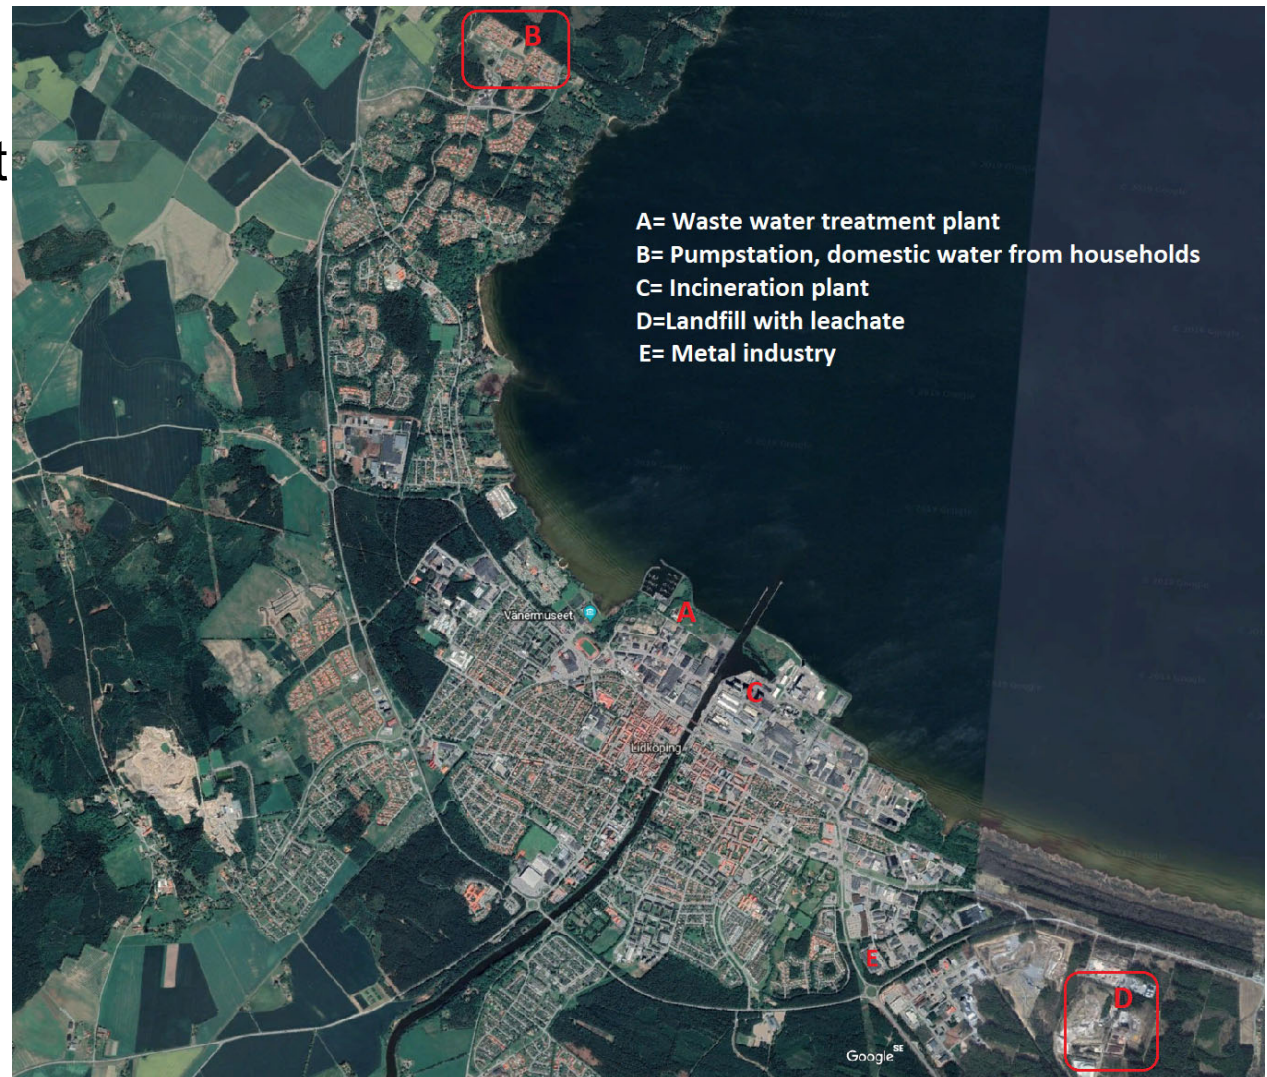 t
B
A= Waste water treatment plant
B= Pumpstation, domestic water from households
C= Incineration plant
D=Landfill with leachate
E= Metal industry
Vänermuseet
A
C
Lidköping
E
D
Google SE